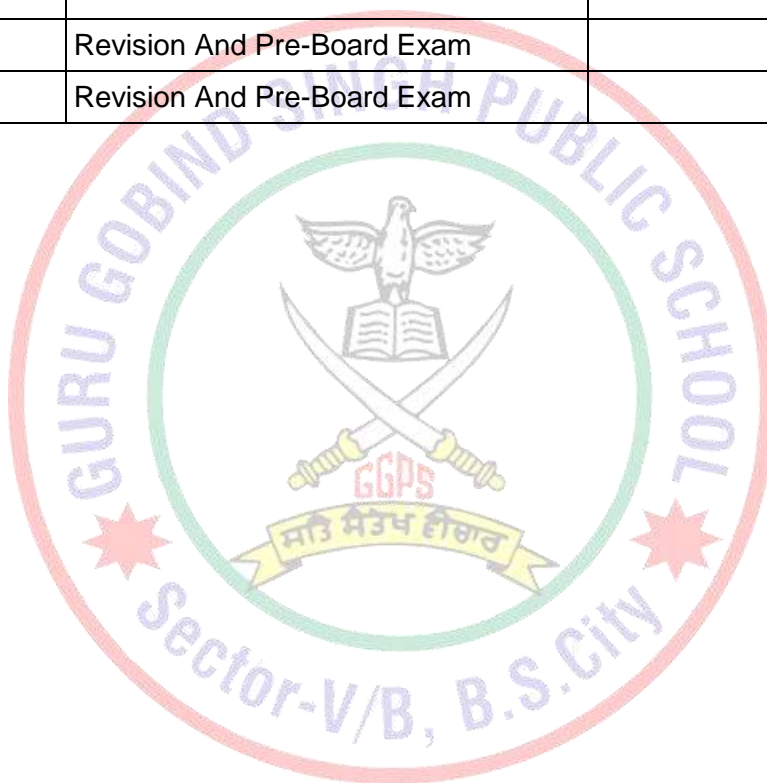 Revision And Pre-Board Exam
Revision And Pre-Board Exam
GURU GOBIND SINGH PUBLIC SCHOOL
GGPS
ਸਤਿ ਸੰਤੋਖ ਵੀਚਾਰ
Sector-V/B, B.S.City